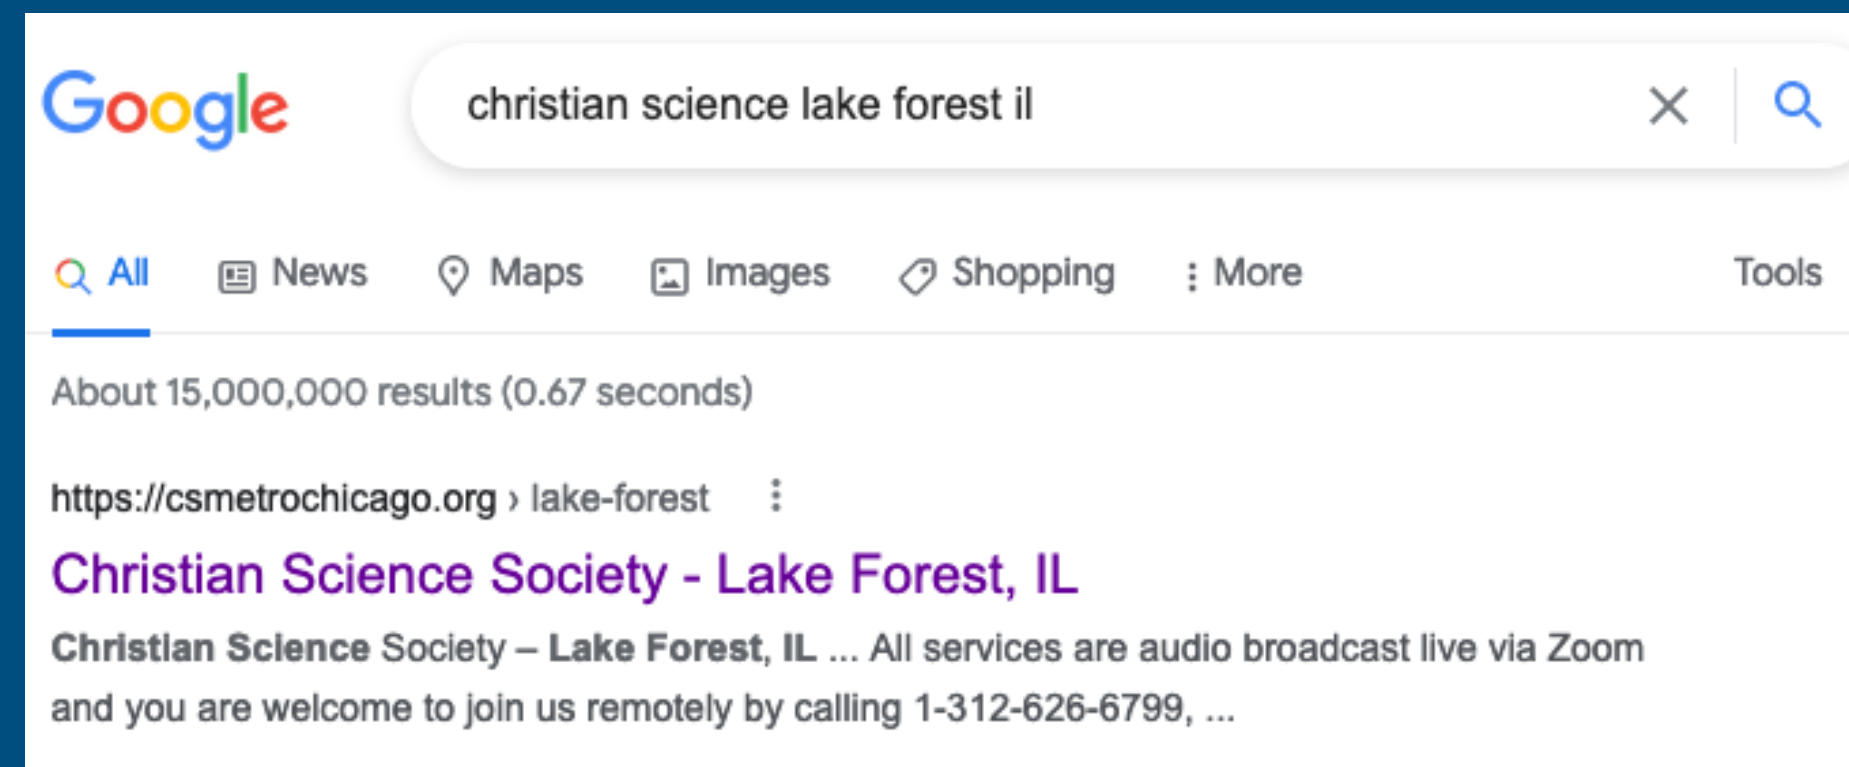 Google
christian science lake forest il
All News Maps Images Shopping More Tools
About 15,000,000 results (0.67 seconds)
https://csmetrochicago.org › lake-forest
Christian Science Society - Lake Forest, IL
Christian Science Society – Lake Forest, IL ... All services are audio broadcast live via Zoom
and you are welcome to join us remotely by calling 1-312-626-6799, ...